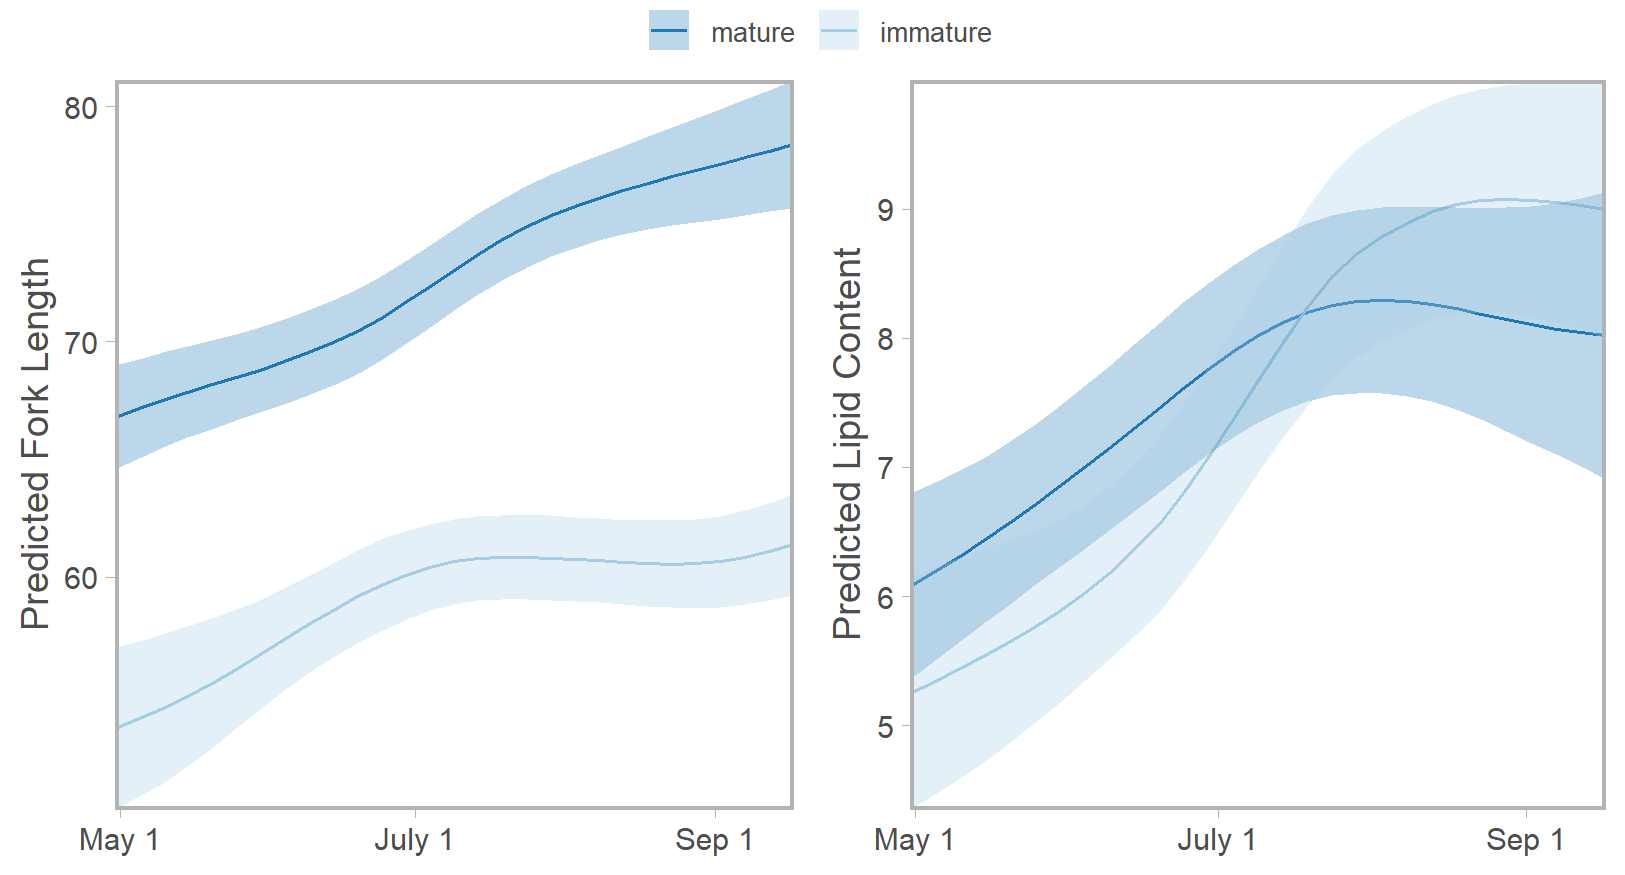 mature immature
Predicted Fork Length
80
70
60
May 1 July 1 Sep 1
Predicted Lipid Content
9
8
7
6
5
May 1 July 1 Sep 1